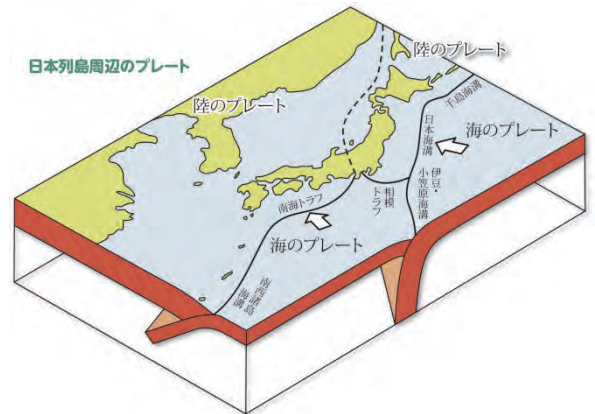 日本列島周辺のプレート
陸のプレート
陸のプレート
千島海溝
日本海溝
海のプレート
伊豆・
小笠原海溝
相模
トラフ
南海トラフ
海のプレート
南西諸島
海溝